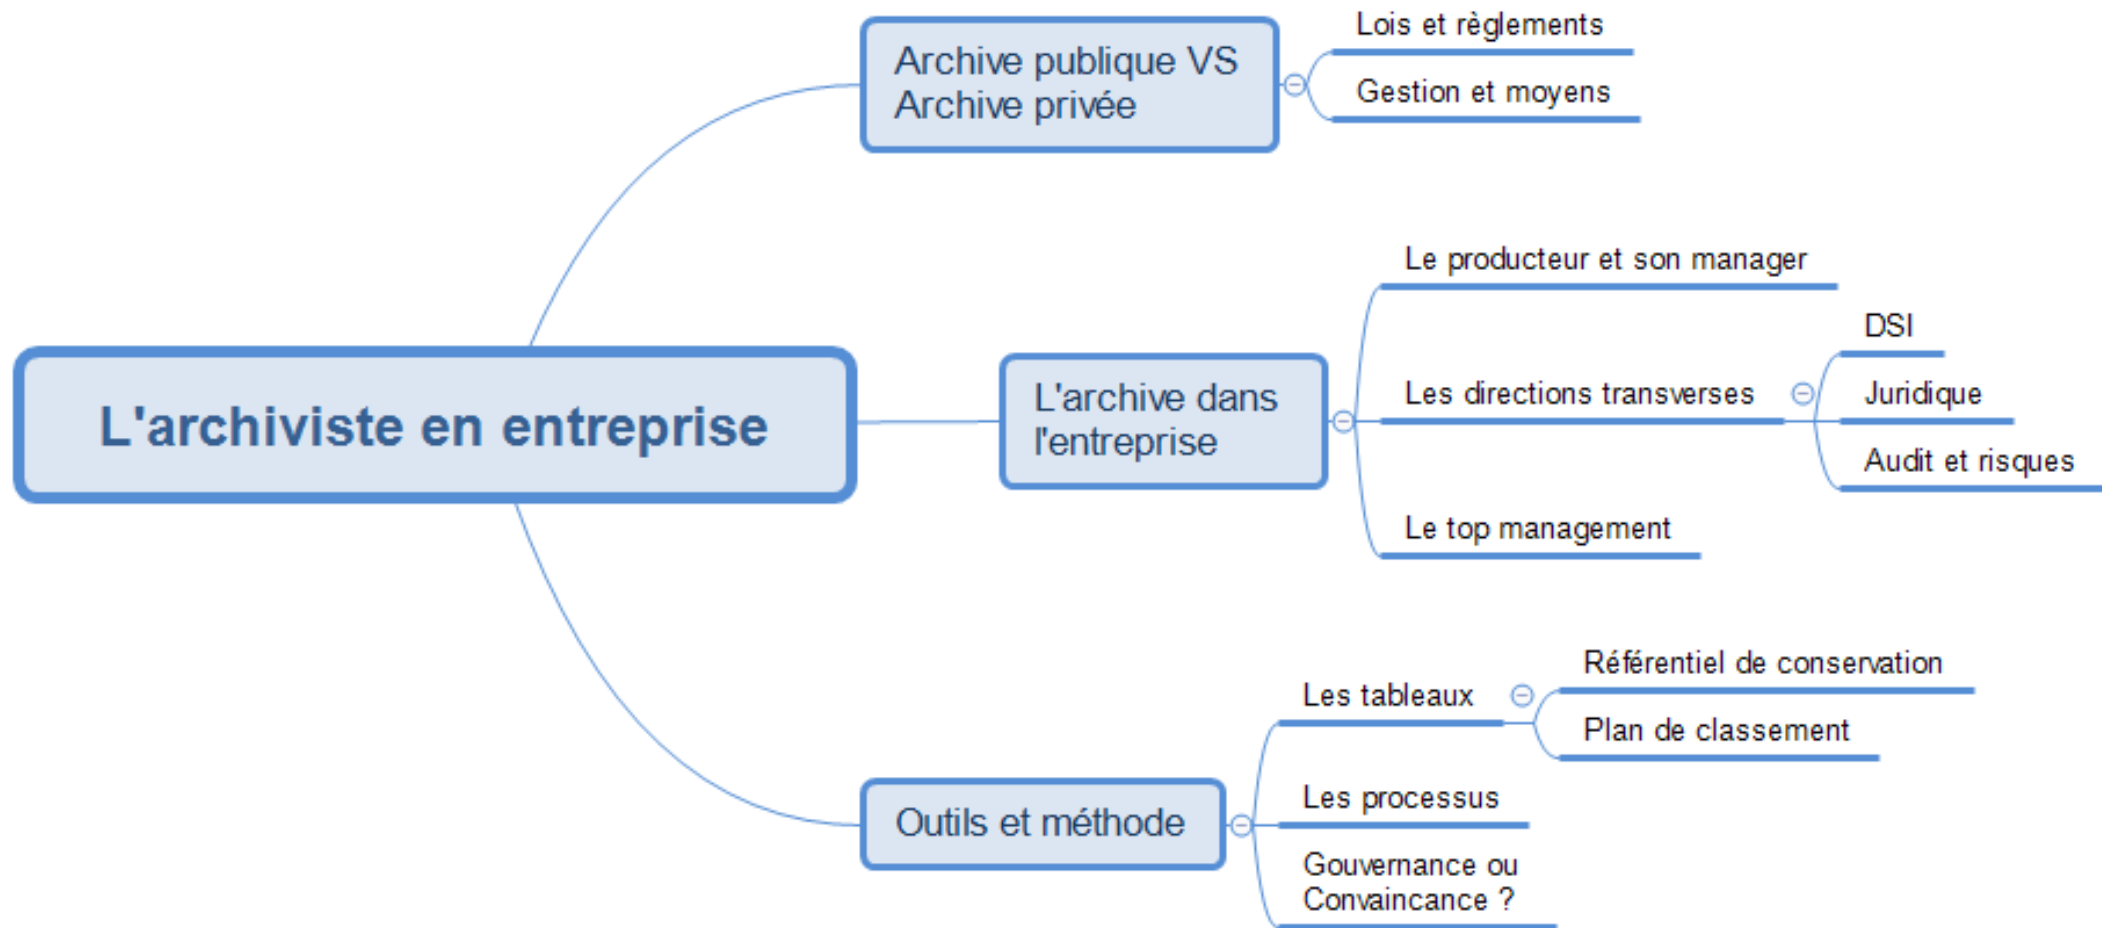 L'archiviste en entreprise
Archive publique VS
Archive privée
Lois et règlements
Gestion et moyens
L'archive dans
l'entreprise
Le producteur et son manager
Les directions transverses
DSI
Juridique
Audit et risques
Le top management
Outils et méthode
Les tableaux
Référentiel de conservation
Plan de classement
Les processus
Gouvernance ou
Convaincance ?